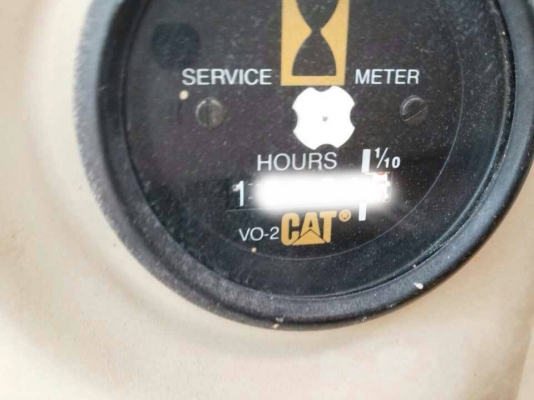 SERVICE METER
HOURS 1/10
1
VO-2 CAT®